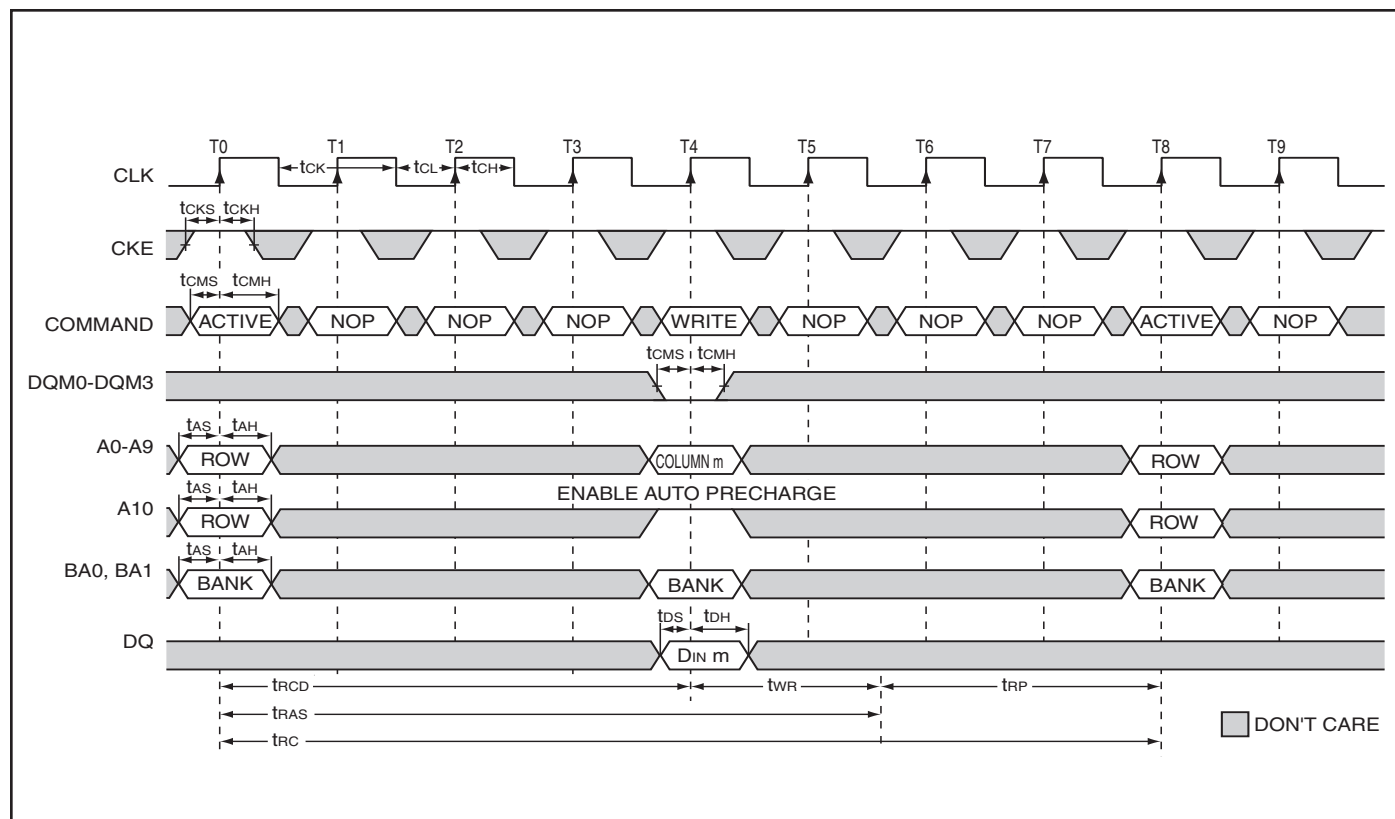 T0 T1 T2 T3 T4 T5 T6 T7 T8 T9
CLK tCK tCL tCH
tCKS tCKH
CKE
tCMS tCMH
COMMAND ACTIVE NOP NOP NOP WRITE NOP NOP NOP ACTIVE NOP
tCMS tCMH
DQM0-DQM3
tAS tAH
A0-A9 ROW COLUMN m ROW
tAS tAH ENABLE AUTO PRECHARGE
A10 ROW ROW
tAS tAH
BA0, BA1 BANK BANK BANK
tDS tDH
DQ DIN m
tRCD tWR tRP
tRAS
tRC
DON'T CARE